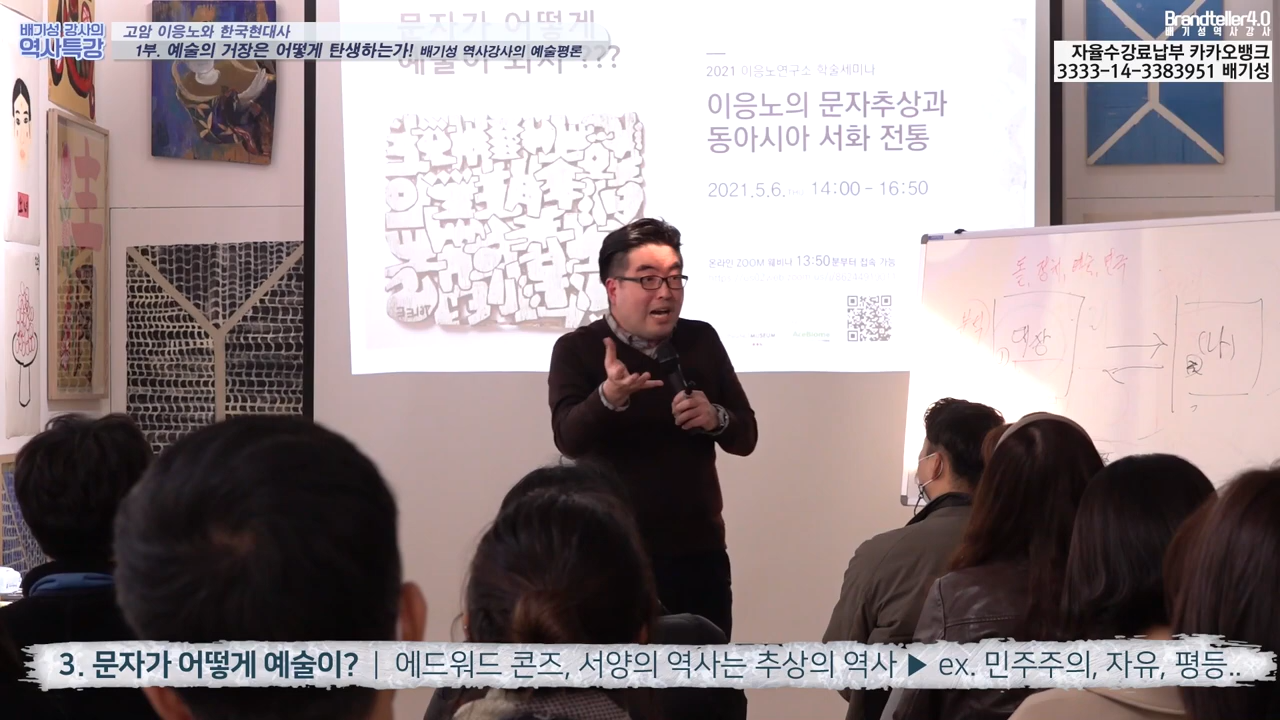 배기성 강사의
역사특강
고암 이응노와 한국현대사
1부. 예술의 거장은 어떻게 탄생하는가! 배기성 역사강사의 예술평론
Brandteller4.0
배기성역사강사
자율수강료납부 카카오뱅크
3333-14-3383951 배기성
문자가 어떻게
예술이 되지???
2021 이응노연구소 학술세미나
이응노의 문자추상과
동아시아 서화 전통
2021.5.6. 14:00 - 16:50
온라인 ZOOM 웨비나 13:50분부터 접속 가능
역장
(나)
3. 문자가 어떻게 예술이? | 에드워드 콘즈, 서양의 역사는 추상의 역사 ▶ ex. 민주주의, 자유, 평등..